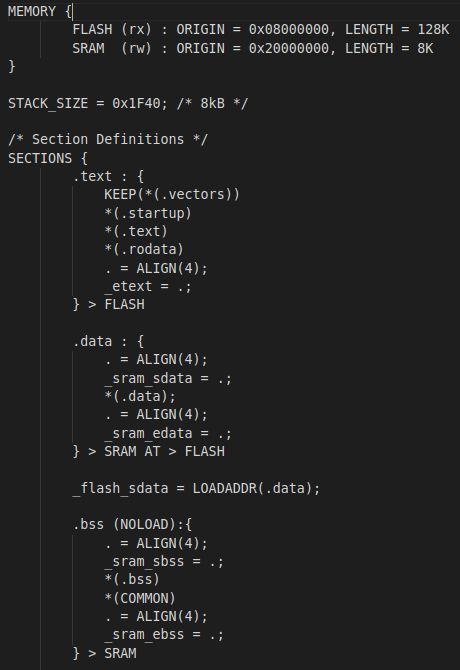 MEMORY {
        FLASH (rx) : ORIGIN = 0x08000000, LENGTH = 128K
        SRAM  (rw) : ORIGIN = 0x20000000, LENGTH = 8K
}

STACK_SIZE = 0x1F40; /* 8kB */

/* Section Definitions */
SECTIONS {
        .text : {
            KEEP(*(.vectors))
            *(.startup)
            *(.text)
            *(.rodata)
            . = ALIGN(4);
            _etext = .;
        } > FLASH

        .data : {
            . = ALIGN(4);
            _sram_sdata = .;
            *(.data);
            . = ALIGN(4);
            _sram_edata = .;
        } > SRAM AT > FLASH

        _flash_sdata = LOADADDR(.data);

        .bss (NOLOAD):{
            . = ALIGN(4);
            _sram_sbss = .;
            *(.bss)
            *(COMMON)
            . = ALIGN(4);
            _sram_ebss = .;
        } > SRAM